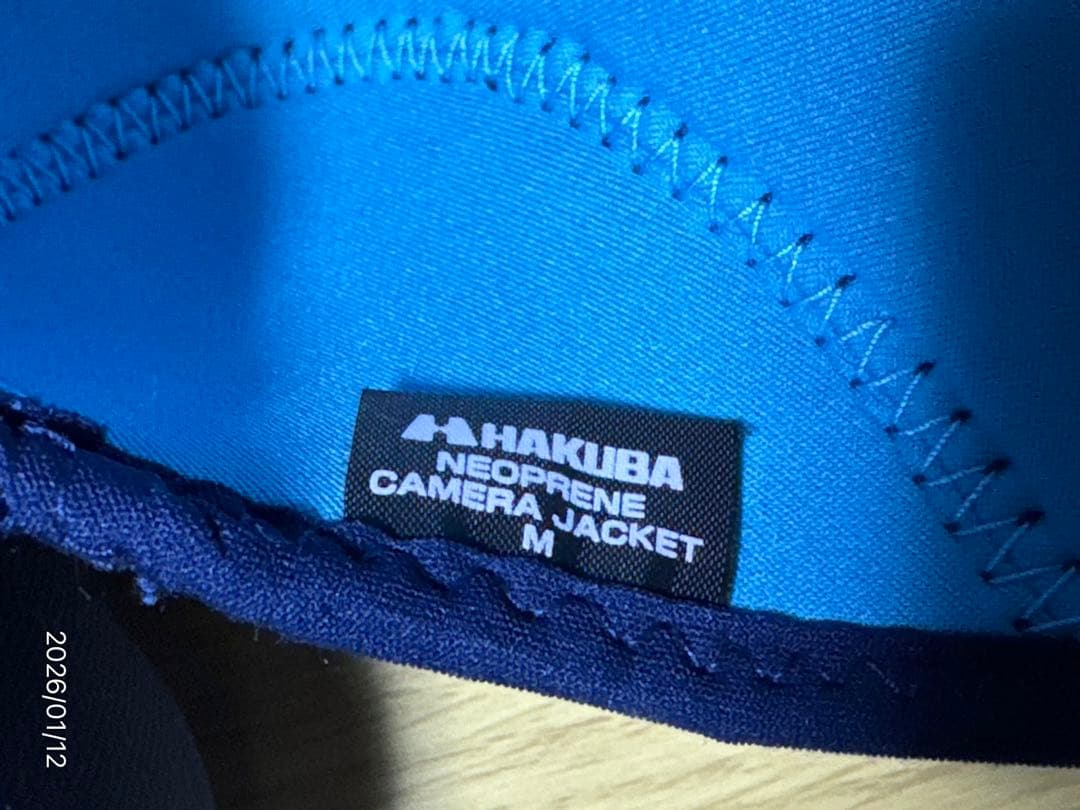 HAKUBA
NEOPRENE
CAMERA JACKET
M
2026/01/12